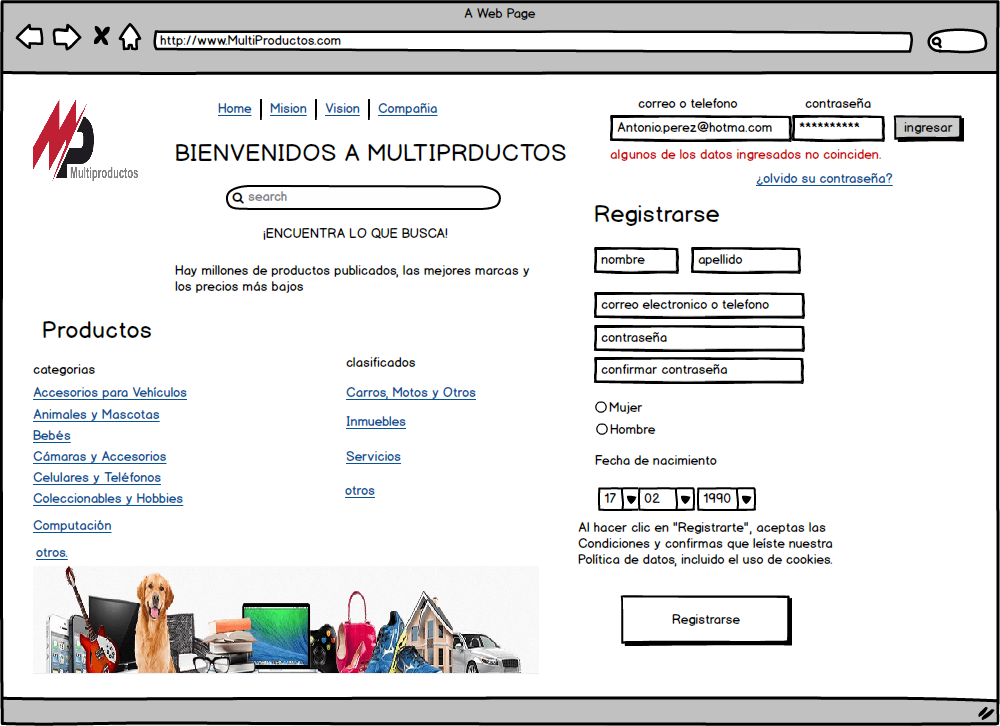 A Web Page
http://www.MultiProductos.com
Multiproductos
Home Mision Vision Compañia
BIENVENIDOS A MULTIPRDUCTOS
search
¡ENCUENTRA LO QUE BUSCA!
Hay millones de productos publicados, las mejores marcas y
los precios más bajos
correo o telefono contraseña
Antonio.perez@hotma.com ********** ingresar
algunos de los datos ingresados no coinciden.
¿olvido su contraseña?
Productos
categorias
Accesorios para Vehículos
Animales y Mascotas
Bebés
Cámaras y Accesorios
Celulares y Teléfonos
Coleccionables y Hobbies
Computación
otros.
clasificados
Carros, Motos y Otros
Inmuebles
Servicios
otros
Registrarse
nombre apellido
correo electronico o telefono
contraseña
confirmar contraseña
Mujer
Hombre
Fecha de nacimiento
17 02 1990
Al hacer clic en "Registrarte", aceptas las
Condiciones y confirmas que leíste nuestra
Política de datos, incluido el uso de cookies.
Registrarse